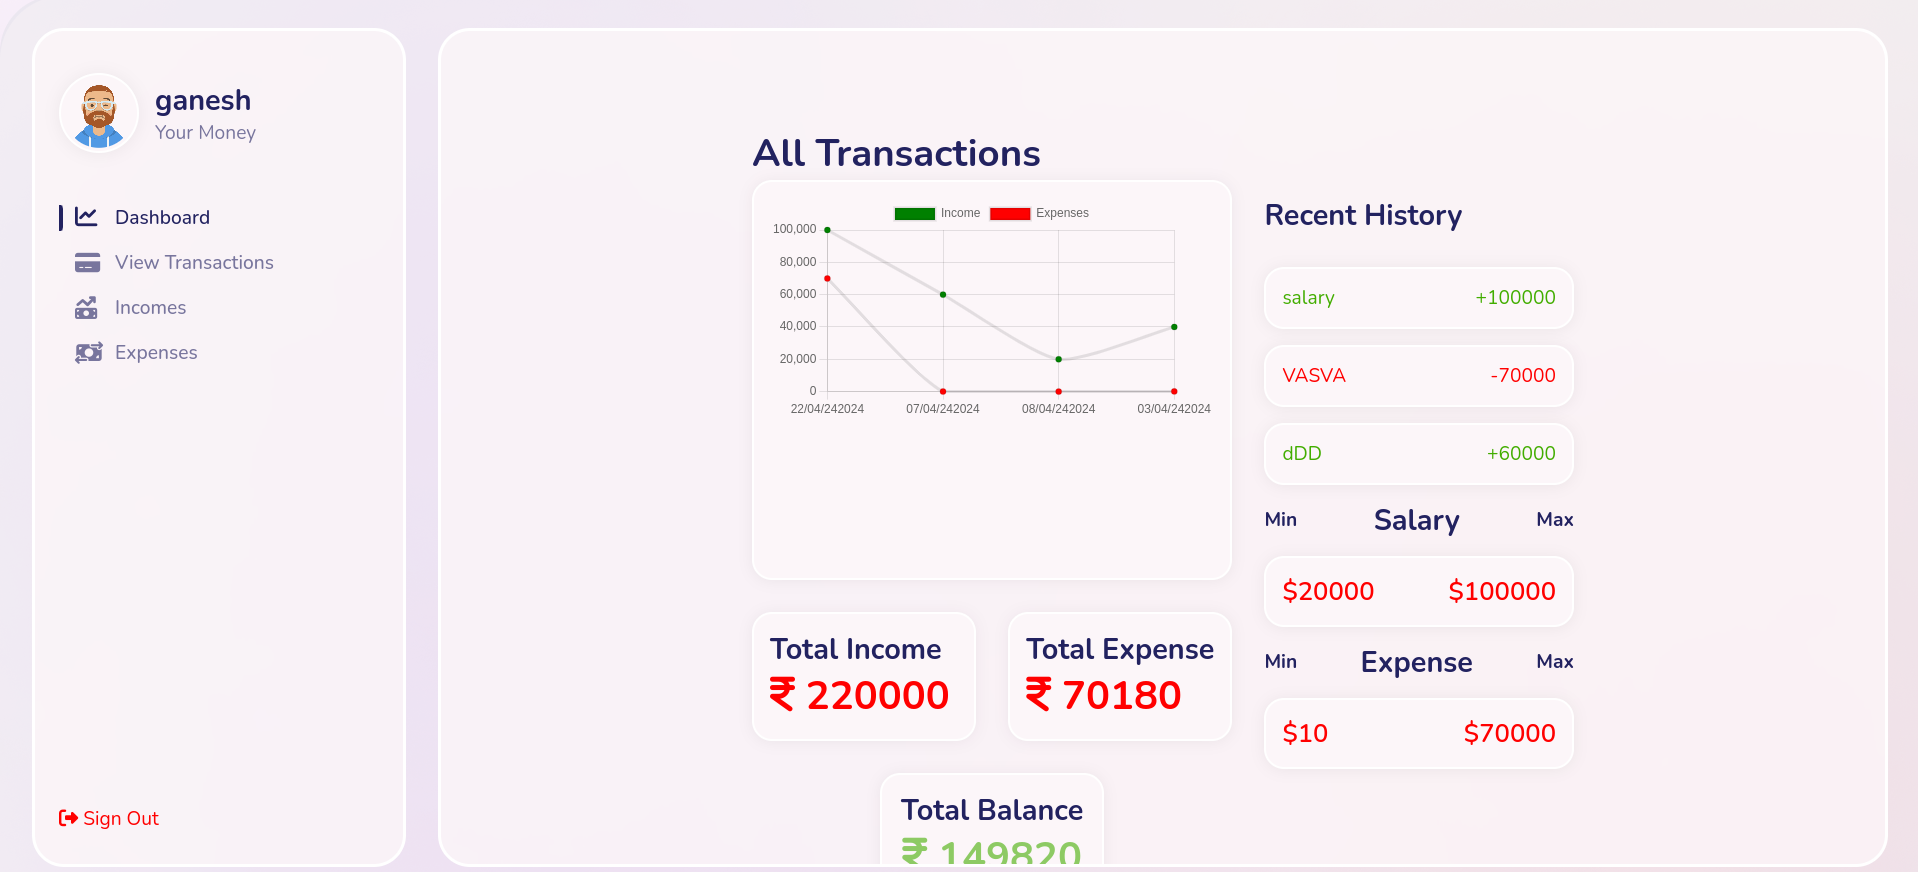 ganesh
Your Money
Dashboard
View Transactions
Incomes
Expenses
Sign Out
All Transactions
Income Expenses
100,000
80,000
60,000
40,000
20,000
0
22/04/242024 07/04/242024 08/04/242024 03/04/242024
Total Income
₹ 220000
Total Expense
₹ 70180
Total Balance
₹ 149820
Recent History
salary +100000
VASVA -70000
dDD +60000
Min Salary Max
$20000 $100000
Min Expense Max
$10 $70000